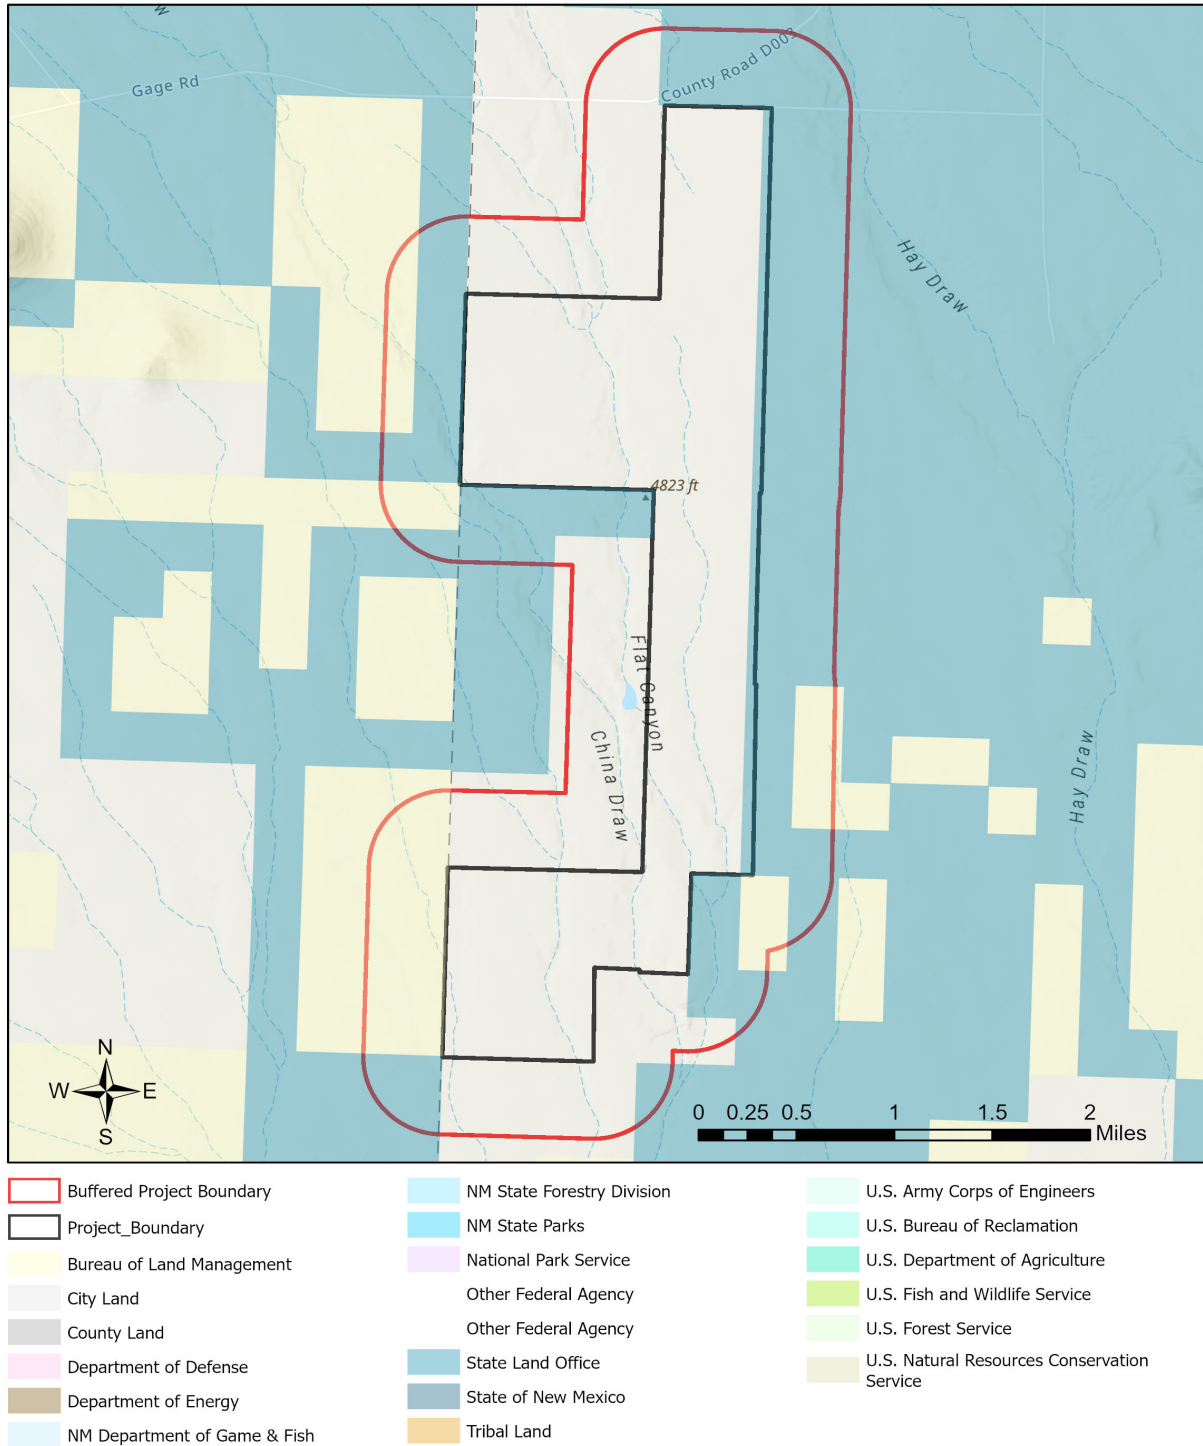 W
Gage Rd
County Road D003
Hay Draw
4823 ft
Flat Canyon
China Draw
Hay Draw
N
W E
S
0 0.25 0.5 1 1.5 2
Miles
Buffered Project Boundary
Project_Boundary
Bureau of Land Management
City Land
County Land
Department of Defense
Department of Energy
NM Department of Game & Fish
NM State Forestry Division
NM State Parks
National Park Service
Other Federal Agency
Other Federal Agency
State Land Office
State of New Mexico
Tribal Land
U.S. Army Corps of Engineers
U.S. Bureau of Reclamation
U.S. Department of Agriculture
U.S. Fish and Wildlife Service
U.S. Forest Service
U.S. Natural Resources Conservation
Service